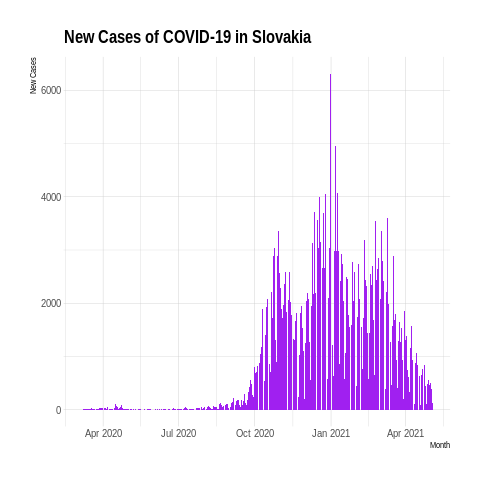 New Cases of COVID-19 in Slovakia
New Cases
6000
4000
2000
0
Apr 2020 Jul 2020 Oct 2020 Jan 2021 Apr 2021
Month